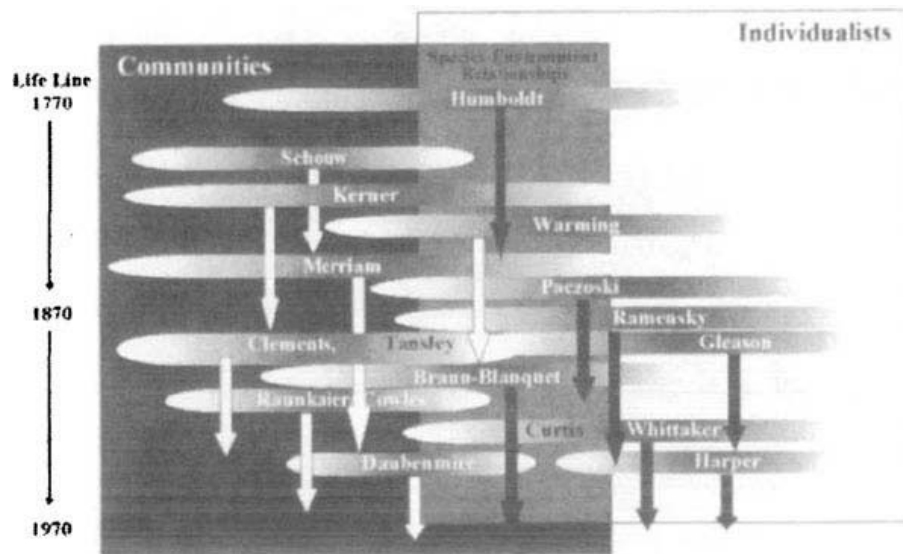 Individualists
Communities
Species-Environment
Relationships
Life Line
1770
Humboldt
Schouw
Kerner
Warming
Merriam
Paczoski
1870
Ramensky
Clements, Tansley
Gleason
Braun-Blanquet
Raunkaier, Cowles
Curtis Whittaker
Daubenmire
Harper
1970